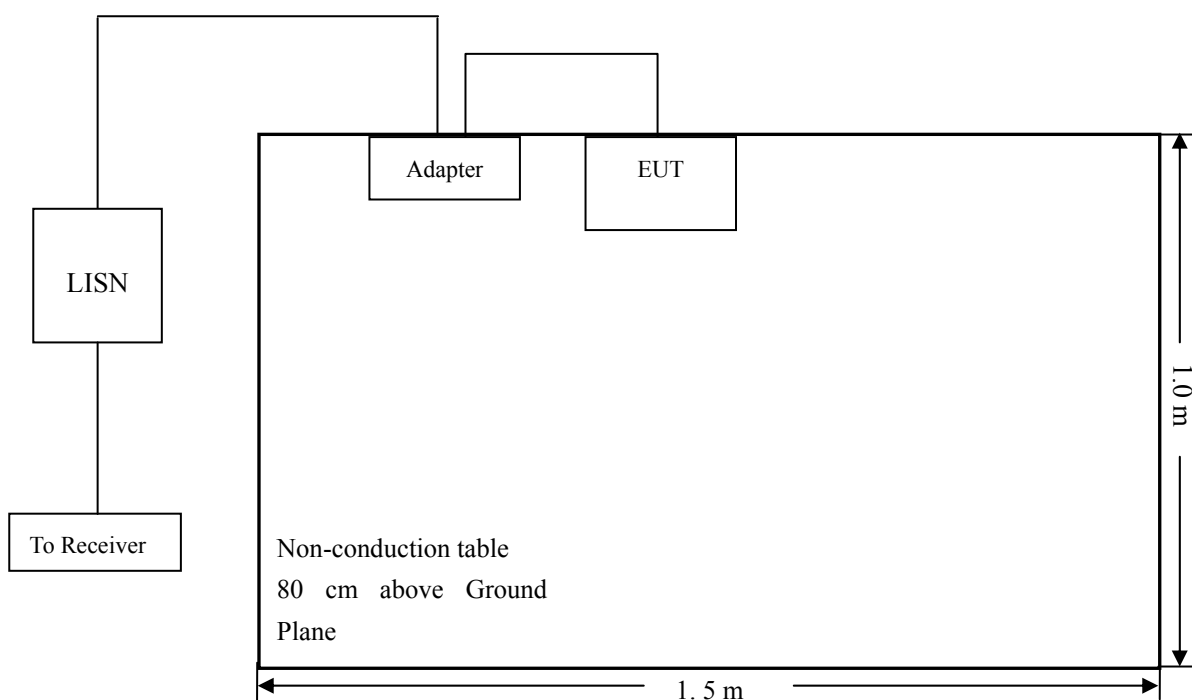 Adapter
EUT
LISN
1.0 m
To Receiver
Non-conduction table
80 cm above Ground
Plane
1. 5 m